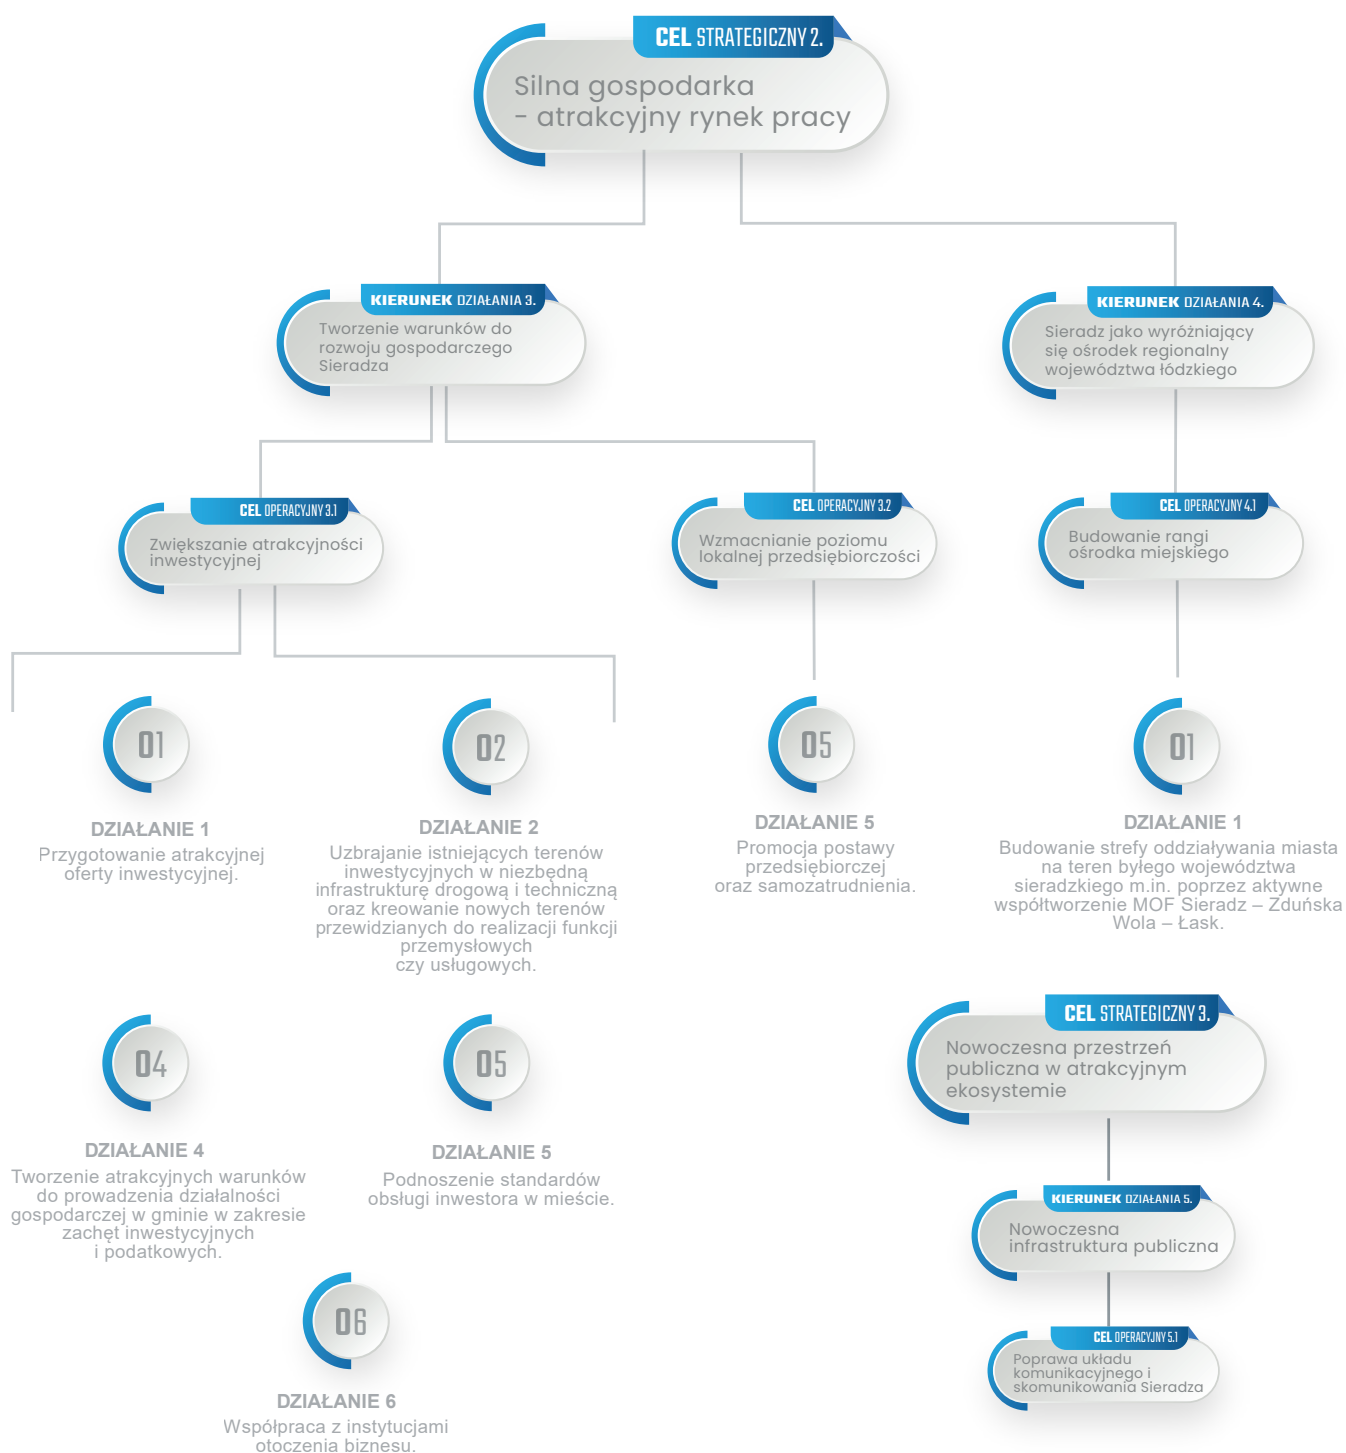 CEL STRATEGICZNY 2.
Silna gospodarka
- atrakcyjny rynek pracy
KIERUNEK DZIAŁANIA 3.
Tworzenie warunków do
rozwoju gospodarczego
Sieradza
KIERUNEK DZIAŁANIA 4.
Sieradz jako wyróżniający
się ośrodek regionalny
województwa łódzkiego
CEL OPERACYJNY 3.1
Zwiększanie atrakcyjności
inwestycyjnej
CEL OPERACYJNY 3.2
Wzmacnianie poziomu
lokalnej przedsiębiorczości
CEL OPERACYJNY 4.1
Budowanie rangi
ośrodka miejskiego
01
DZIAŁANIE 1
Przygotowanie atrakcyjnej
oferty inwestycyjnej.
02
DZIAŁANIE 2
Uzbrajanie istniejących terenów
inwestycyjnych w niezbędną
infrastrukturę drogową i techniczną
oraz kreowanie nowych terenów
przewidzianych do realizacji funkcji
przemysłowych
czy usługowych.
05
DZIAŁANIE 5
Promocja postawy
przedsiębiorczej
oraz samozatrudnienia.
01
DZIAŁANIE 1
Budowanie strefy oddziaływania miasta
na teren byłego województwa
sieradzkiego m.in. poprzez aktywne
współtworzenie MOF Sieradz – Zduńska
Wola – Łask.
04
DZIAŁANIE 4
Tworzenie atrakcyjnych warunków
do prowadzenia działalności
gospodarczej w gminie w zakresie
zachęt inwestycyjnych
i podatkowych.
05
DZIAŁANIE 5
Podnoszenie standardów
obsługi inwestora w mieście.
06
DZIAŁANIE 6
Współpraca z instytucjami
otoczenia biznesu.
CEL STRATEGICZNY 3.
Nowoczesna przestrzeń
publiczna w atrakcyjnym
ekosystemie
KIERUNEK DZIAŁANIA 5.
Nowoczesna
infrastruktura publiczna
CEL OPERACYJNY 5.1
Poprawa układu
komunikacyjnego i
skomunikowania Sieradza